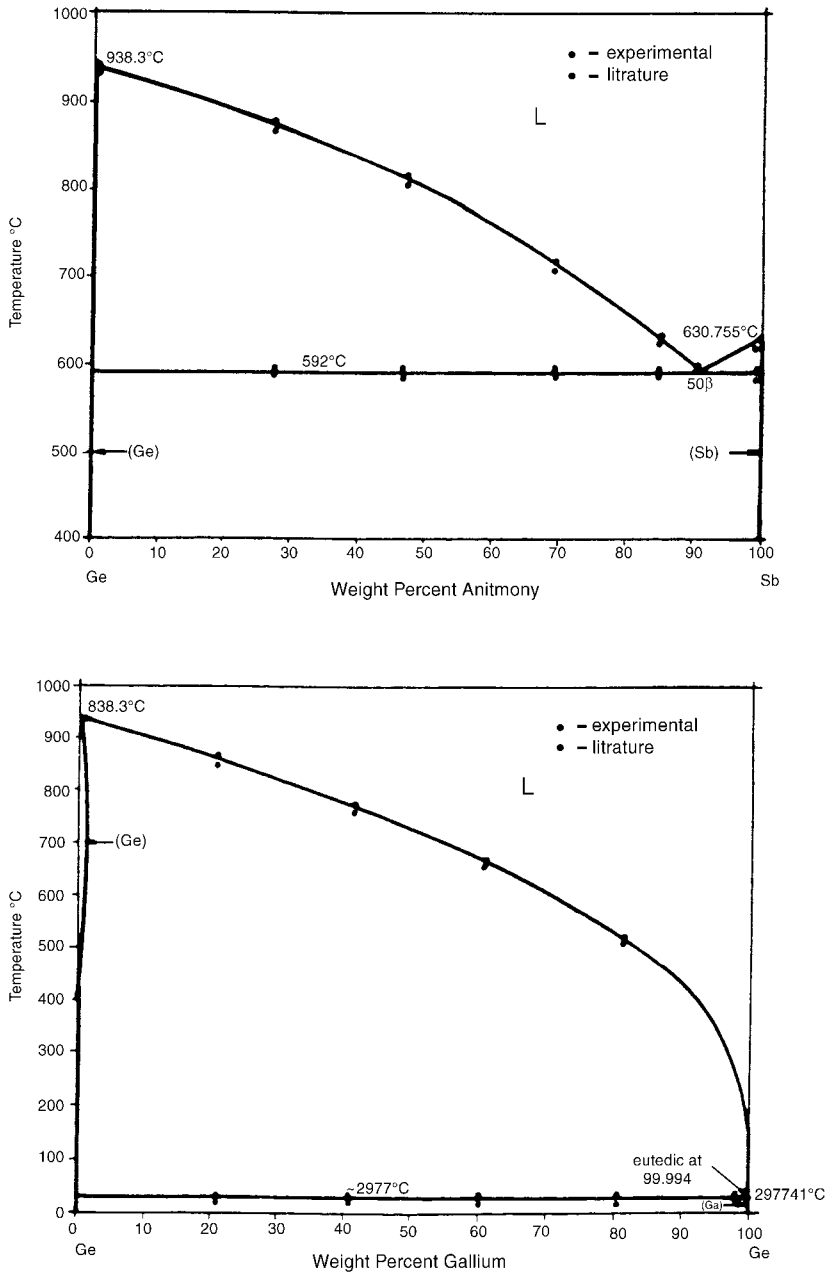 1000
938.3°C
• – experimental
• – litrature
900
L
800
Temperature °C
700
630.755°C
600
592°C
50β
500
(Ge)
(Sb)
400
0 10 20 30 40 50 60 70 80 90 100
Ge
Weight Percent Anitmony
Sb
1000
838.3°C
• – experimental
• – litrature
900
L
800
700
(Ge)
600
Temperature °C
500
400
300
200
100
eutedic at
99.994
~2977°C
297741°C
(Ga)
0
0 10 20 30 40 50 60 70 80 90 100
Ge
Weight Percent Gallium
Ge